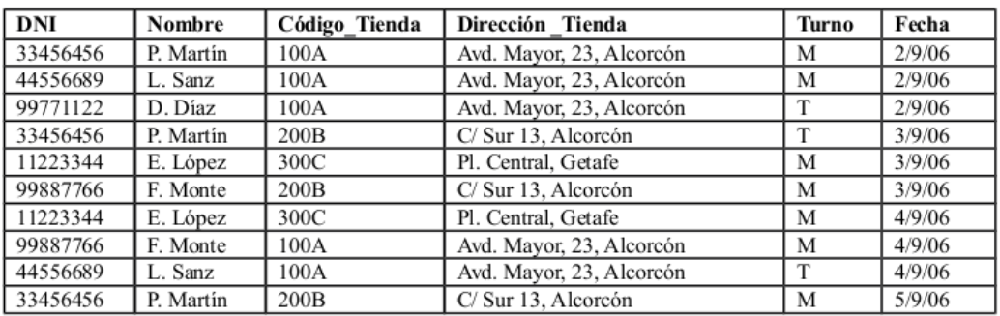 DNI Nombre Código_Tienda Dirección _Tienda Turno Fecha
33456456 P. Martín 100A Avd. Mayor, 23, Alcorcón M 2/9/06
44556689 L. Sanz 100A Avd. Mayor, 23, Alcorcón M 2/9/06
99771122 D. Díaz 100A Avd. Mayor, 23, Alcorcón T 2/9/06
33456456 P. Martín 200B C/ Sur 13, Alcorcón T 3/9/06
11223344 E. López 300C Pl. Central, Getafe M 3/9/06
99887766 F. Monte 200B C/ Sur 13, Alcorcón M 3/9/06
11223344 E. López 300C Pl. Central, Getafe M 4/9/06
99887766 F. Monte 100A Avd. Mayor, 23, Alcorcón M 4/9/06
44556689 L. Sanz 100A Avd. Mayor, 23, Alcorcón T 4/9/06
33456456 P. Martín 200B C/ Sur 13, Alcorcón M 5/9/06